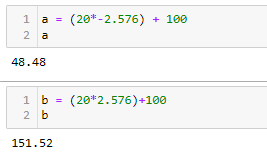 1 a = (20*-2.576) + 100
2 a
48.48
1 b = (20*2.576)+100
2 b
151.52